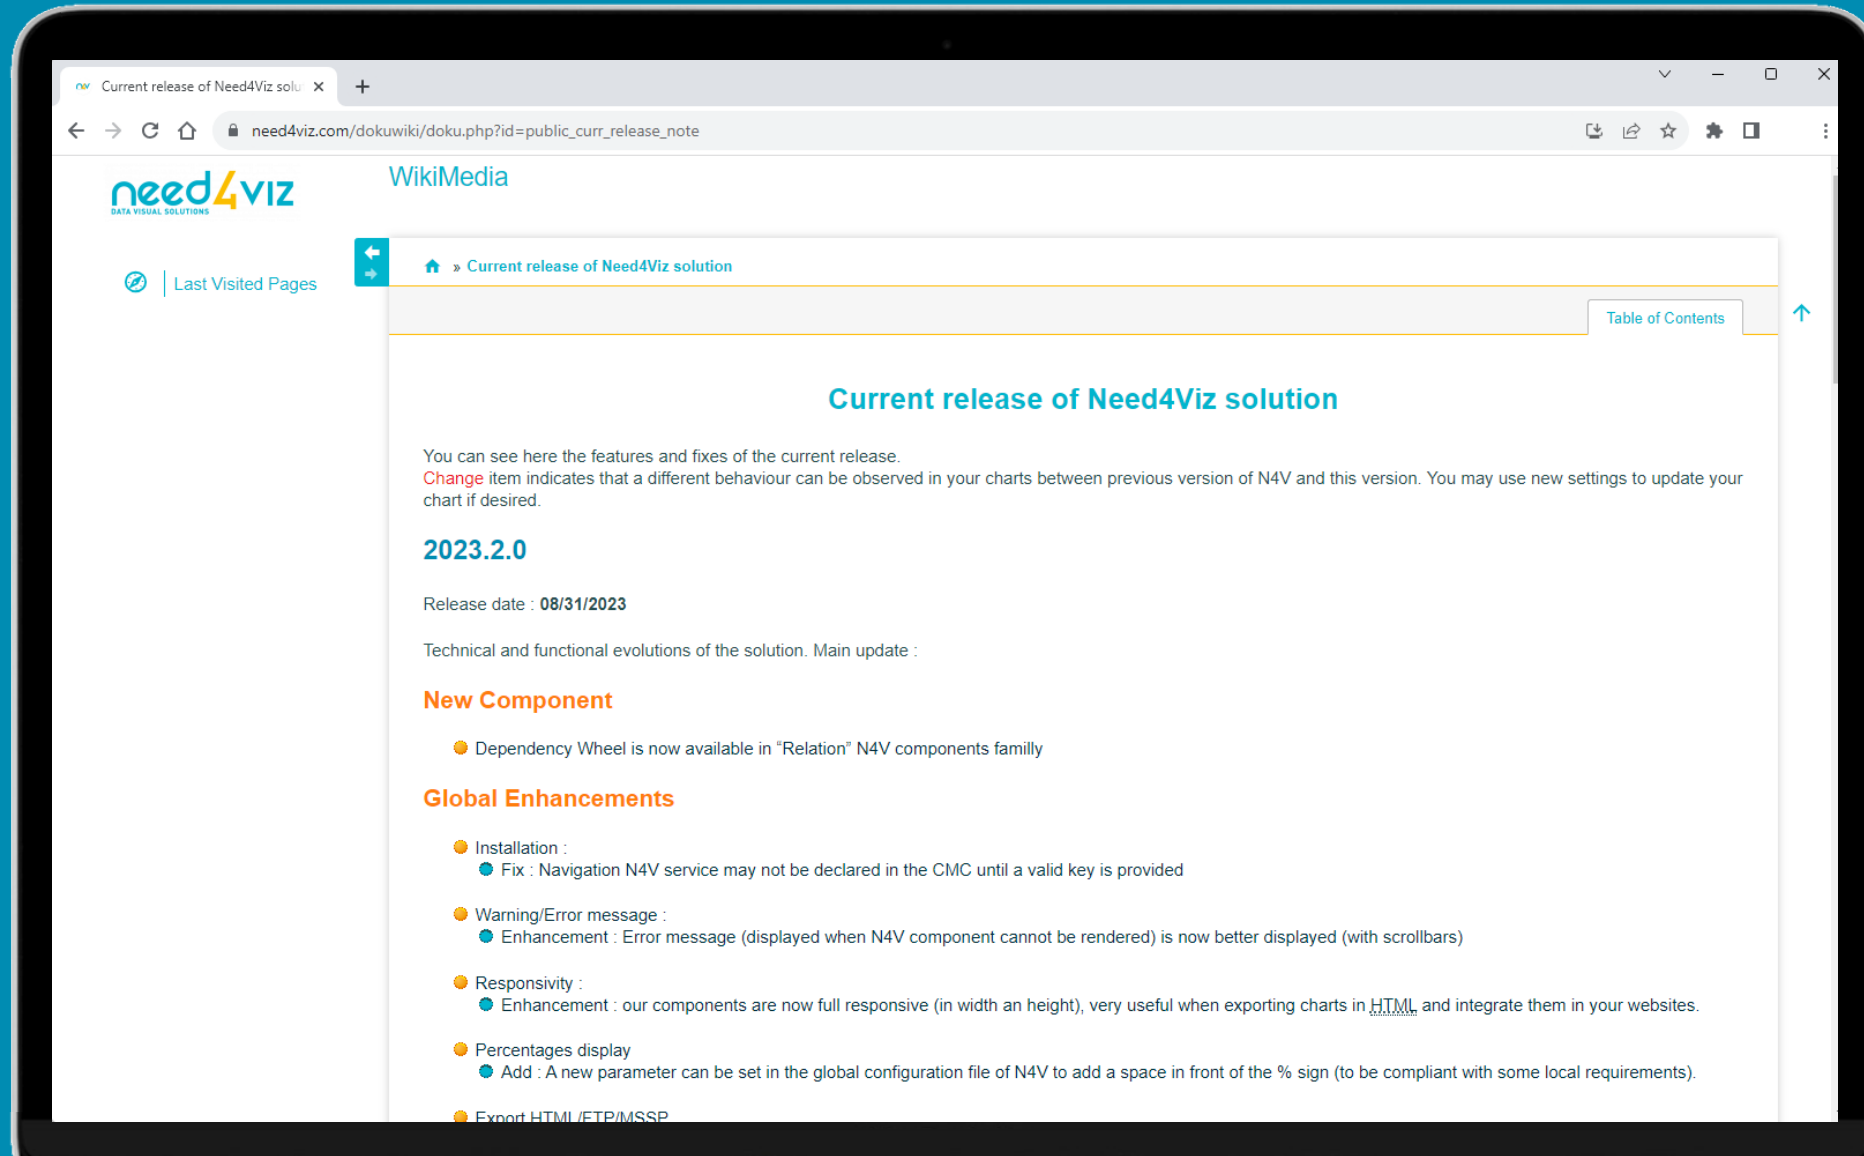 Current release of Need4Viz solu
need4viz.com/dokuwiki/doku.php?id=public_curr_release_note
need4viz
DATA VISUAL SOLUTIONS
WikiMedia
Last Visited Pages
» Current release of Need4Viz solution
Table of Contents
Current release of Need4Viz solution
You can see here the features and fixes of the current release.
Change item indicates that a different behaviour can be observed in your charts between previous version of N4V and this version. You may use new settings to update your
chart if desired.
2023.2.0
Release date : 08/31/2023
Technical and functional evolutions of the solution. Main update :
New Component
Dependency Wheel is now available in “Relation” N4V components familly
Global Enhancements
Installation :
Fix : Navigation N4V service may not be declared in the CMC until a valid key is provided
Warning/Error message :
Enhancement : Error message (displayed when N4V component cannot be rendered) is now better displayed (with scrollbars)
Responsivity :
Enhancement : our components are now full responsive (in width an height), very useful when exporting charts in HTML and integrate them in your websites.
Percentages display
Add : A new parameter can be set in the global configuration file of N4V to add a space in front of the % sign (to be compliant with some local requirements).
Export HTML/FTP/MSSP